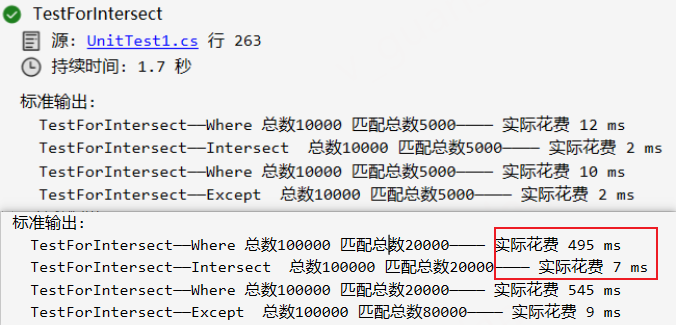 TestForIntersect
源: UnitTest1.cs 行 263
持续时间: 1.7 秒
标准输出:
TestForIntersect——Where 总数10000 匹配总数5000———— 实际花费 12 ms
TestForIntersect——Intersect  总数10000 匹配总数5000———— 实际花费 2 ms
TestForIntersect——Where 总数10000 匹配总数5000———— 实际花费 10 ms
TestForIntersect——Except  总数10000 匹配总数5000———— 实际花费 2 ms
标准输出:
TestForIntersect——Where 总数100000 匹配总数20000———— 实际花费 495 ms
TestForIntersect——Intersect  总数100000 匹配总数20000———— 实际花费 7 ms
TestForIntersect——Where 总数100000 匹配总数20000———— 实际花费 545 ms
TestForIntersect——Except  总数100000 匹配总数80000———— 实际花费 9 ms